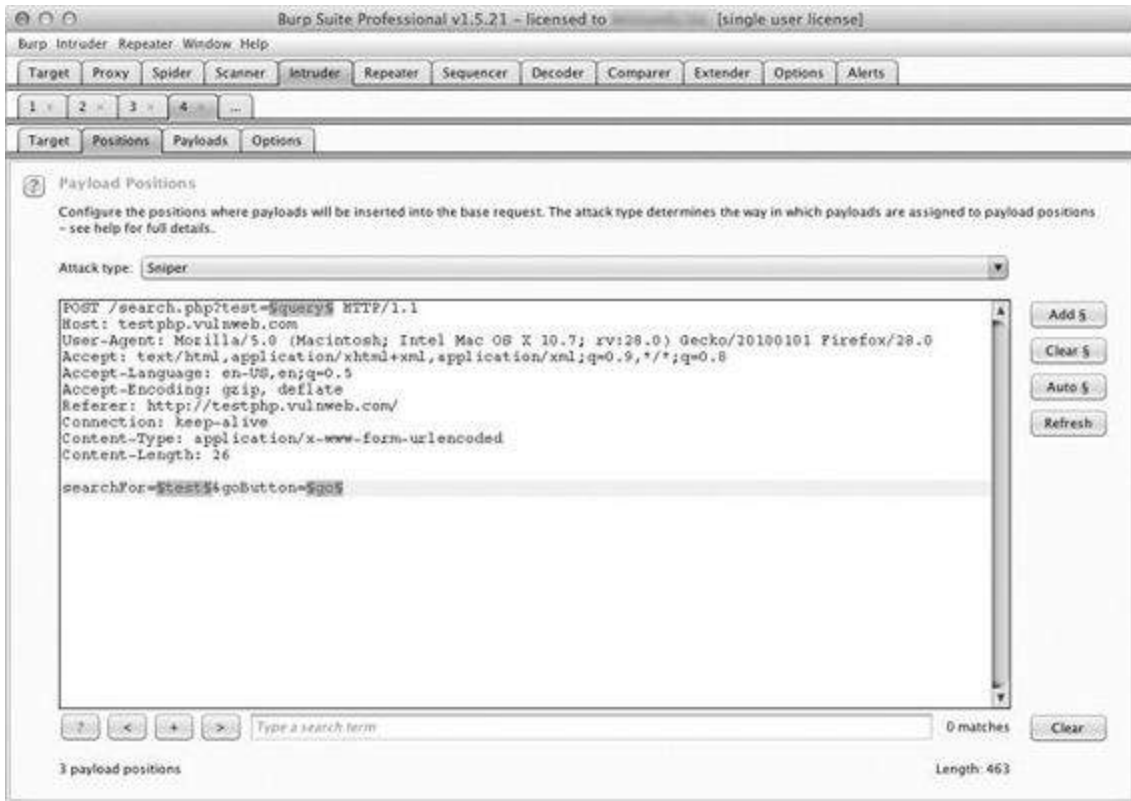 Burp Suite Professional v1.5.21 – licensed to [single user license]
Burp Intruder Repeater Window Help
Target Proxy Spider Scanner Intruder Repeater Sequencer Decoder Comparer Extender Options Alerts
1 × 2 × 3 × 4 × ...
Target Positions Payloads Options
? Payload Positions
Configure the positions where payloads will be inserted into the base request. The attack type determines the way in which payloads are assigned to payload positions
– see help for full details.
Attack type: Sniper
POST /search.php?test=§query§ HTTP/1.1
Host: testphp.vulnweb.com
User-Agent: Mozilla/5.0 (Macintosh; Intel Mac OS X 10.7; rv:28.0) Gecko/20100101 Firefox/28.0
Accept: text/html,application/xhtml+xml,application/xml;q=0.9,*/*;q=0.8
Accept-Language: en-US,en;q=0.5
Accept-Encoding: gzip, deflate
Referer: http://testphp.vulnweb.com/
Connection: keep-alive
Content-Type: application/x-www-form-urlencoded
Content-Length: 26
searchFor=§test§&goButton=§go§
Add §
Clear §
Auto §
Refresh
? < + > Type a search term 0 matches Clear
3 payload positions Length: 463